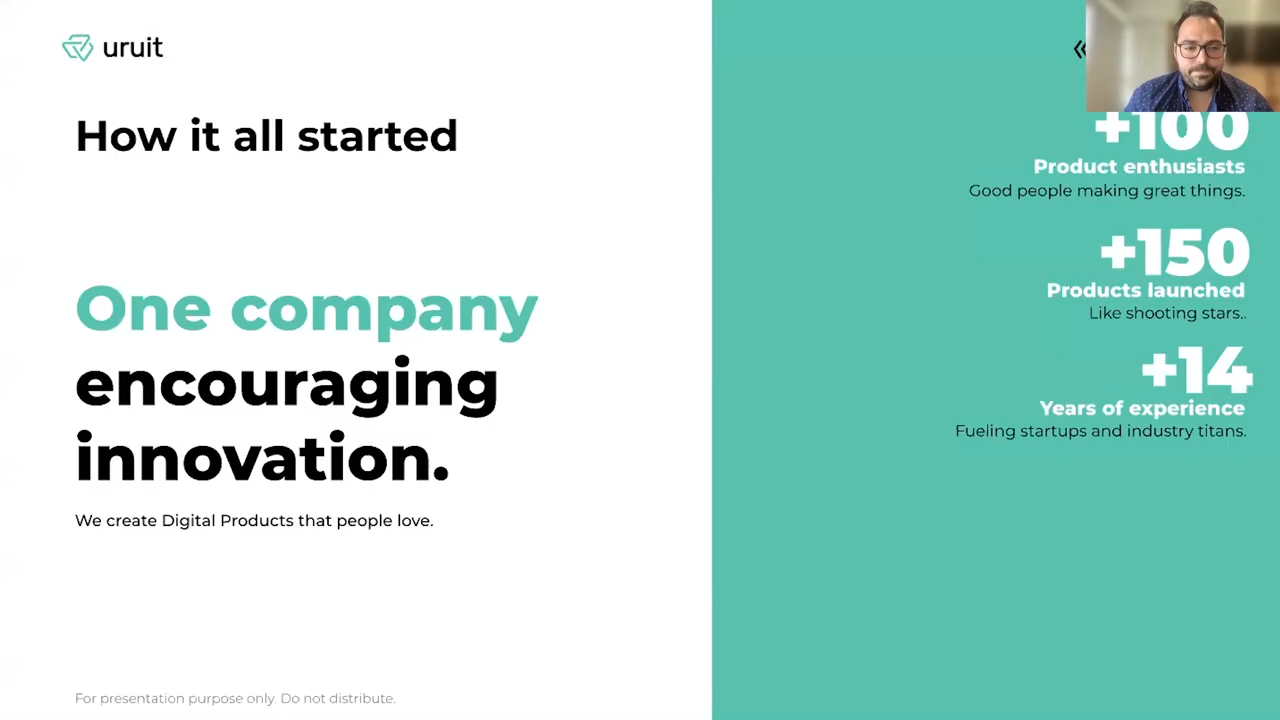 uruit
How it all started
One company
encouraging
innovation.
We create Digital Products that people love.
For presentation purpose only. Do not distribute.
«
+100
Product enthusiasts
Good people making great things.
+150
Products launched
Like shooting stars..
+14
Years of experience
Fueling startups and industry titans.